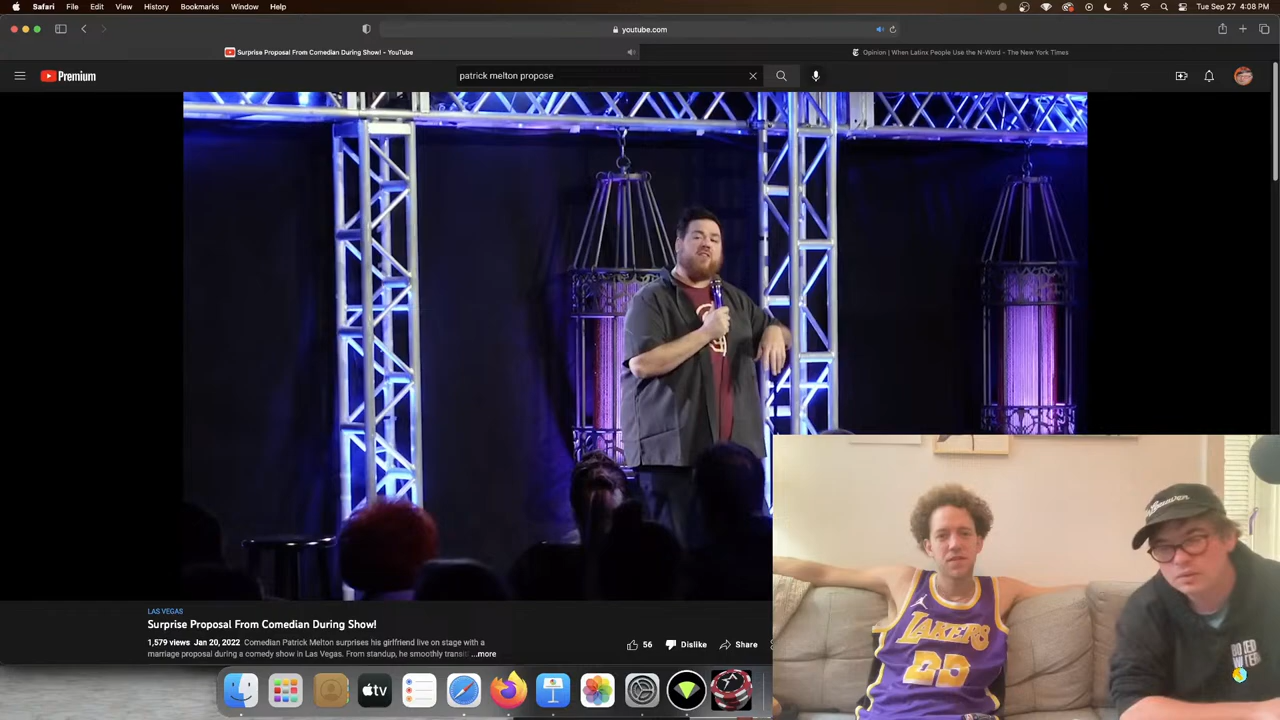 Safari File Edit View History Bookmarks Window Help
Tue Sep 27 4:08 PM
youtube.com
Surprise Proposal From Comedian During Show! - YouTube
Opinion | When Latinx People Use the N-Word - The New York Times
Premium
patrick melton propose
LAS VEGAS
Surprise Proposal From Comedian During Show!
1,579 views Jan 20, 2022 Comedian Patrick Melton surprises his girlfriend live on stage with a
marriage proposal during a comedy show in Las Vegas. From standup, he smoothly transit ...more
56 Dislike Share
tv
LAKERS